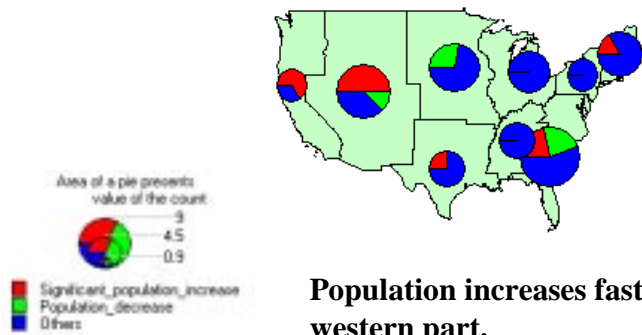 Area of a pie presents
value of the count
9
4.5
0.9
Significant_population_increase
Population_decrease
Others
Population increases fast
western part.